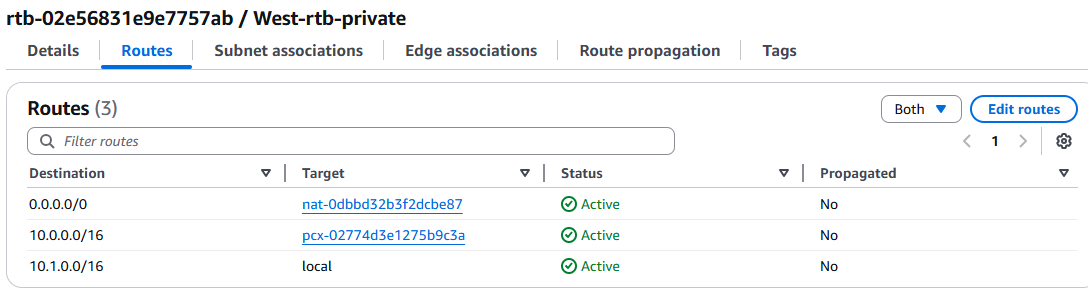 rtb-02e56831e9e7757ab / West-rtb-private
Details Routes Subnet associations Edge associations Route propagation Tags
Routes (3) Both Edit routes
Filter routes 1
Destination Target Status Propagated
0.0.0.0/0 nat-0dbbd32b3f2dcbe87 Active No
10.0.0.0/16 pcx-02774d3e1275b9c3a Active No
10.1.0.0/16 local Active No